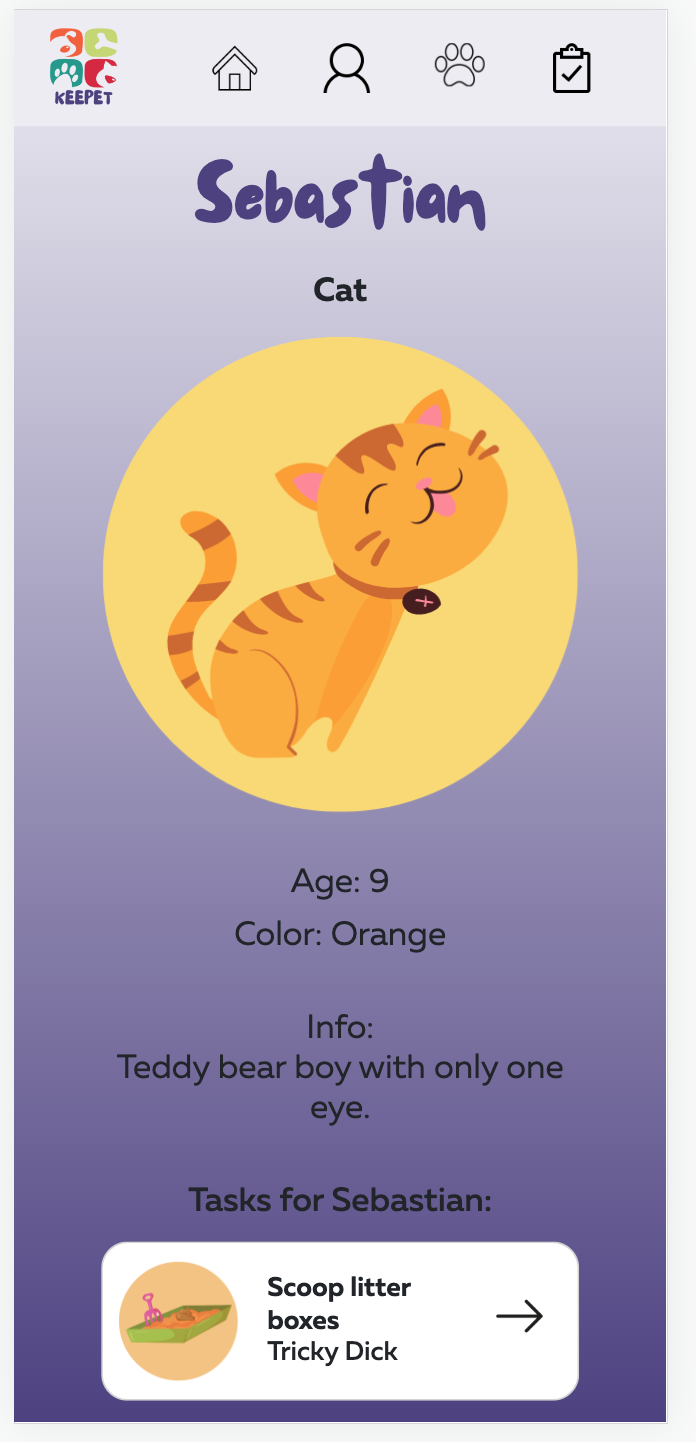 KEEPET
Sebastian
Cat
Age: 9
Color: Orange
Info:
Teddy bear boy with only one
eye.
Tasks for Sebastian:
Scoop litter
boxes
Tricky Dick